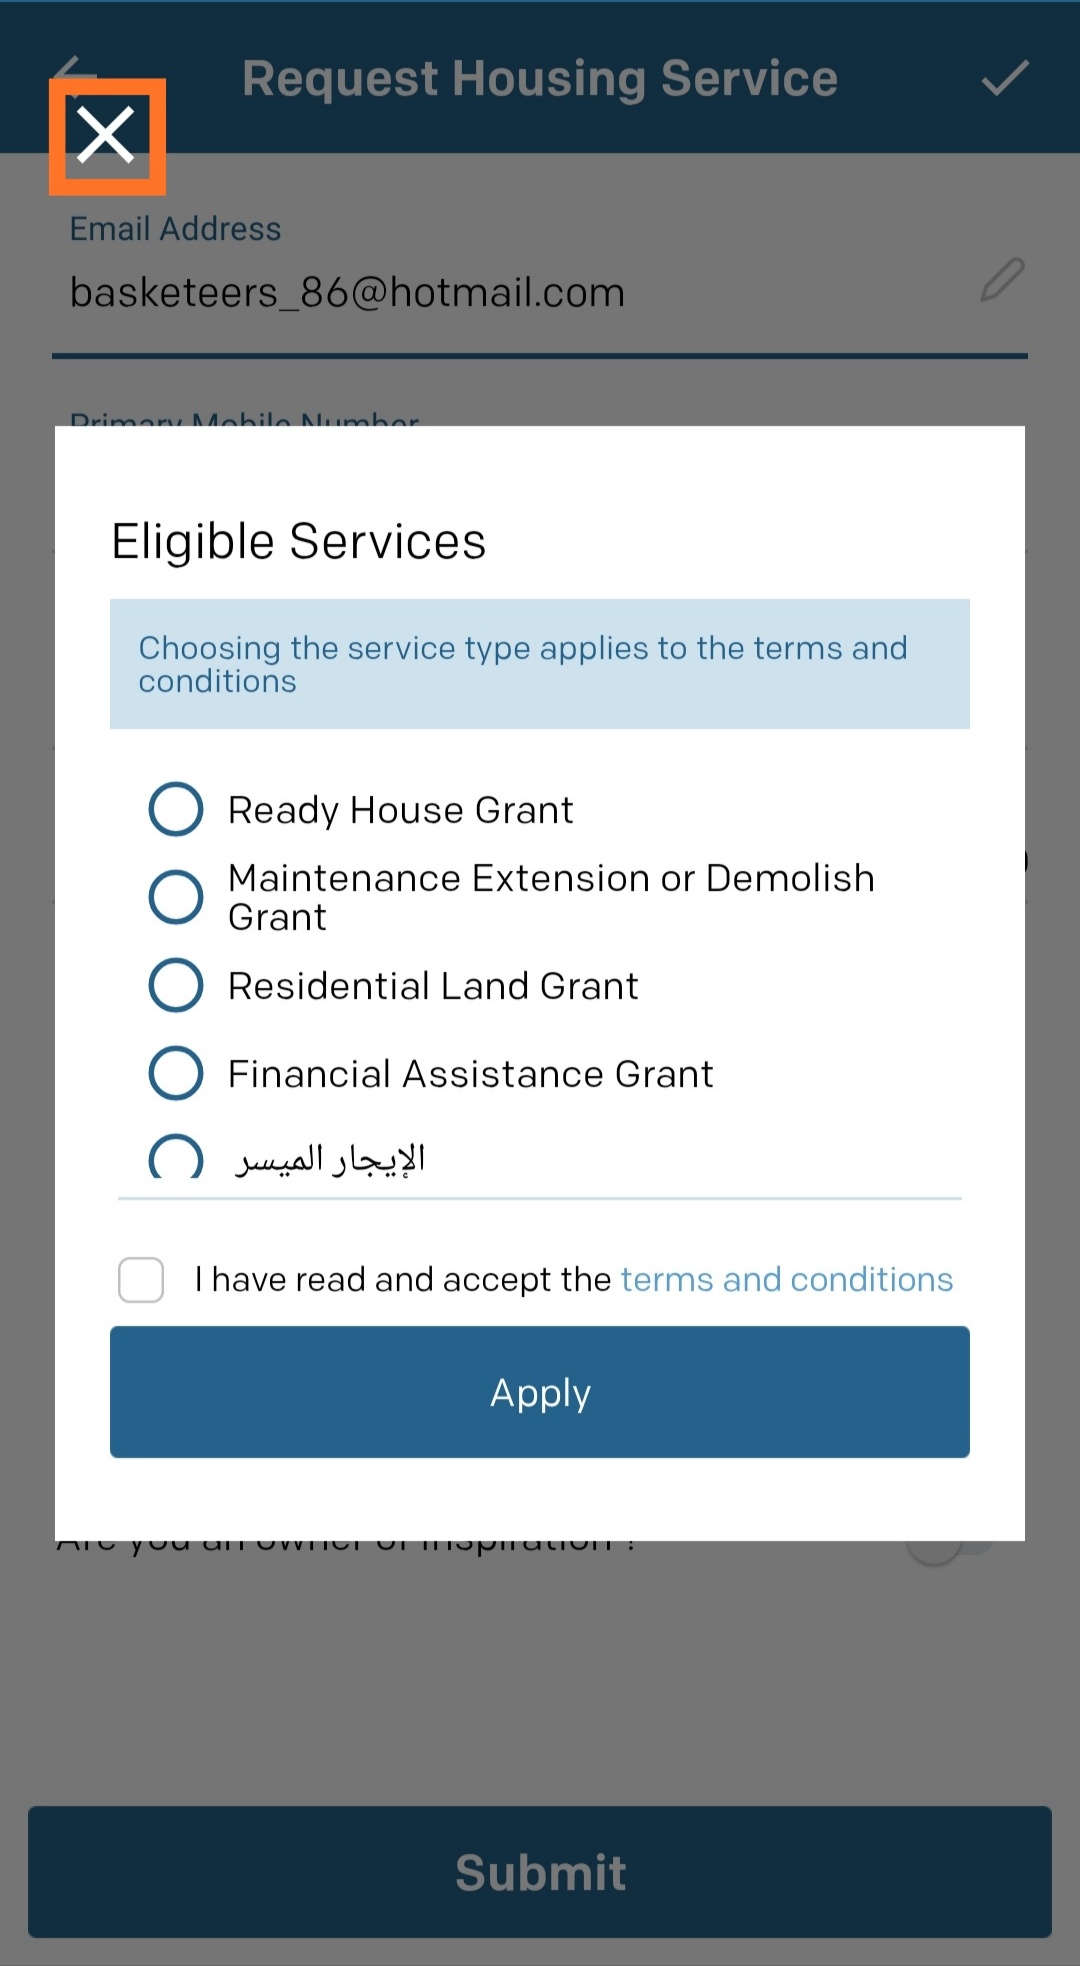 Request Housing Service
Email Address
basketeers_86@hotmail.com
Primary Mobile Number
Eligible Services
Choosing the service type applies to the terms and
conditions
Ready House Grant
Maintenance Extension or Demolish
Grant
Residential Land Grant
Financial Assistance Grant
الإيجار الميسر
I have read and accept the terms and conditions
Apply
Are you an owner of inspiration ?
Submit